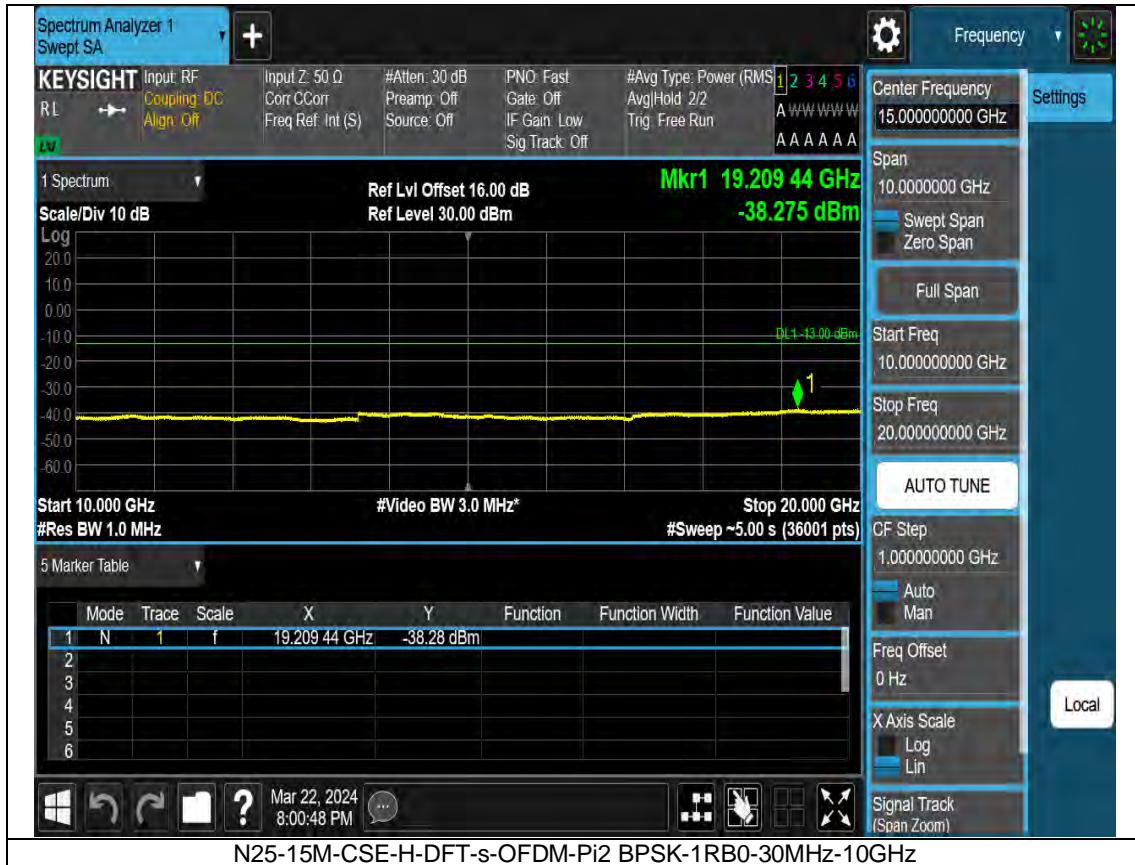 Spectrum Analyzer 1
Swept SA
Frequency
KEYSIGHT
RL
LXI
Input: RF
Coupling: DC
Align: Off
Input Z: 50 Ω
Corr CCorr
Freq Ref: Int (S)
#Atten: 30 dB
Preamp: Off
Source: Off
PNO: Fast
Gate: Off
IF Gain: Low
Sig Track: Off
#Avg Type: Power (RMS
Avg|Hold: 2/2
Trig: Free Run
1 2 3 4 5 6
A W W W W W
A A A A A A
1 Spectrum
Scale/Div 10 dB
Ref Lvl Offset 16.00 dB
Ref Level 30.00 dBm
Mkr1 19.209 44 GHz
-38.275 dBm
Log
20.0
10.0
0.00
-10.0
-20.0
-30.0
-40.0
-50.0
-60.0
DL1 -13.00 dBm
1
Start 10.000 GHz
#Video BW 3.0 MHz*
Stop 20.000 GHz
#Res BW 1.0 MHz
#Sweep ~5.00 s (36001 pts)
5 Marker Table
Mode Trace Scale X Y Function Function Width Function Value
1 N 1 f 19.209 44 GHz -38.28 dBm
2
3
4
5
6
Mar 22, 2024
8:00:48 PM
Center Frequency
15.000000000 GHz
Settings
Span
10.0000000 GHz
Swept Span
Zero Span
Full Span
Start Freq
10.000000000 GHz
Stop Freq
20.000000000 GHz
AUTO TUNE
CF Step
1.000000000 GHz
Auto
Man
Freq Offset
0 Hz
X Axis Scale
Log
Lin
Local
Signal Track
(Span Zoom)
N25-15M-CSE-H-DFT-s-OFDM-Pi2 BPSK-1RB0-30MHz-10GHz